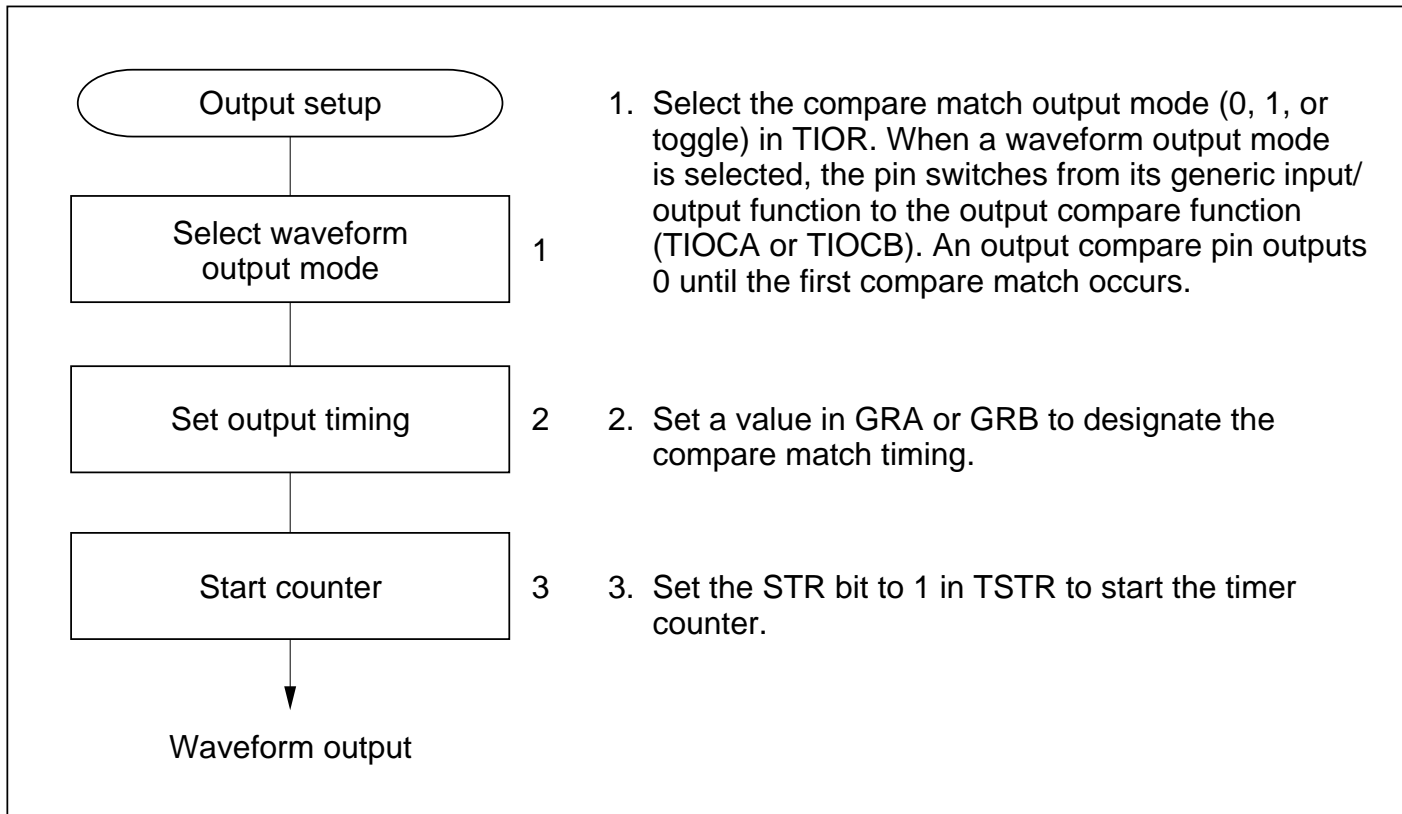 Output setup
Select waveform
output mode
1
1. Select the compare match output mode (0, 1, or
toggle) in TIOR. When a waveform output mode
is selected, the pin switches from its generic input/
output function to the output compare function
(TIOCA or TIOCB). An output compare pin outputs
0 until the first compare match occurs.
Set output timing
2
2. Set a value in GRA or GRB to designate the
compare match timing.
Start counter
3
3. Set the STR bit to 1 in TSTR to start the timer
counter.
Waveform output